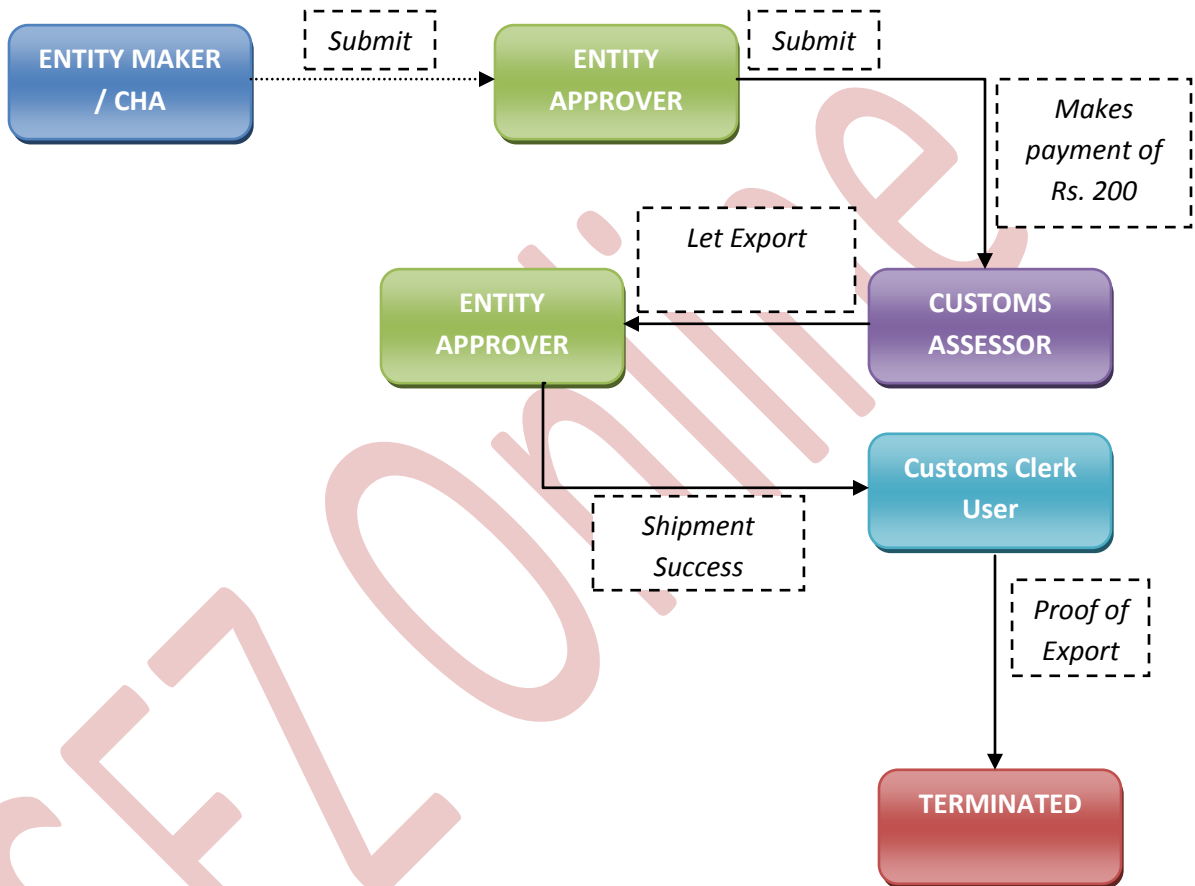 Submit
Submit
ENTITY MAKER
/ CHA
ENTITY
APPROVER
Makes
payment of
Rs. 200
Let Export
ENTITY
APPROVER
CUSTOMS
ASSESSOR
Customs Clerk
User
Shipment
Success
Proof of
Export
TERMINATED
EZ Online